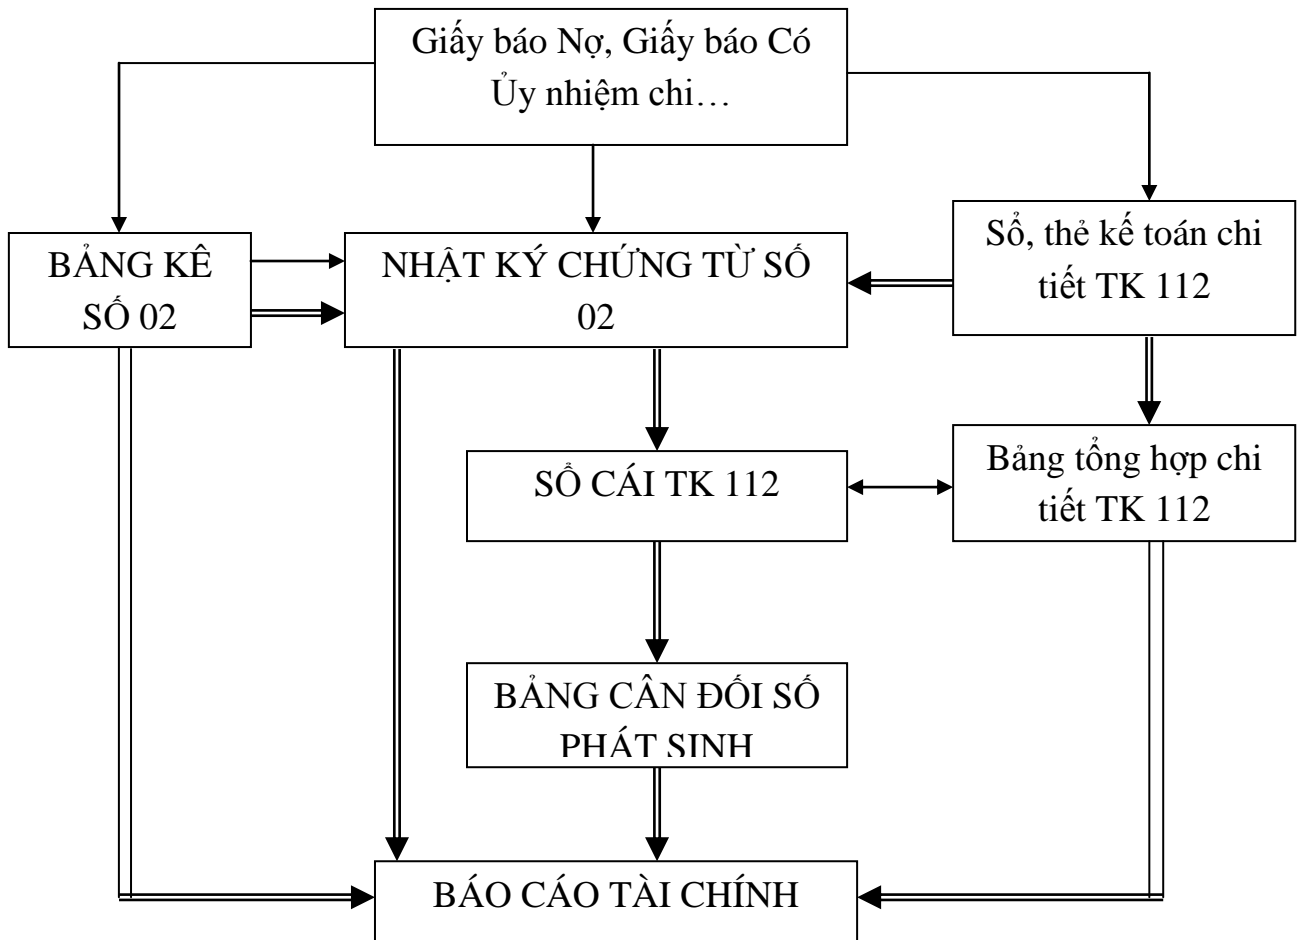 Giấy báo Nợ, Giấy báo Có
Ủy nhiệm chi…
BẢNG KÊ
SỐ 02
NHẬT KÝ CHỨNG TỪ SỐ
02
Sổ, thẻ kế toán chi
tiết TK 112
SỔ CÁI TK 112
Bảng tổng hợp chi
tiết TK 112
BẢNG CÂN ĐỐI SỐ
PHÁT SINH
BÁO CÁO TÀI CHÍNH